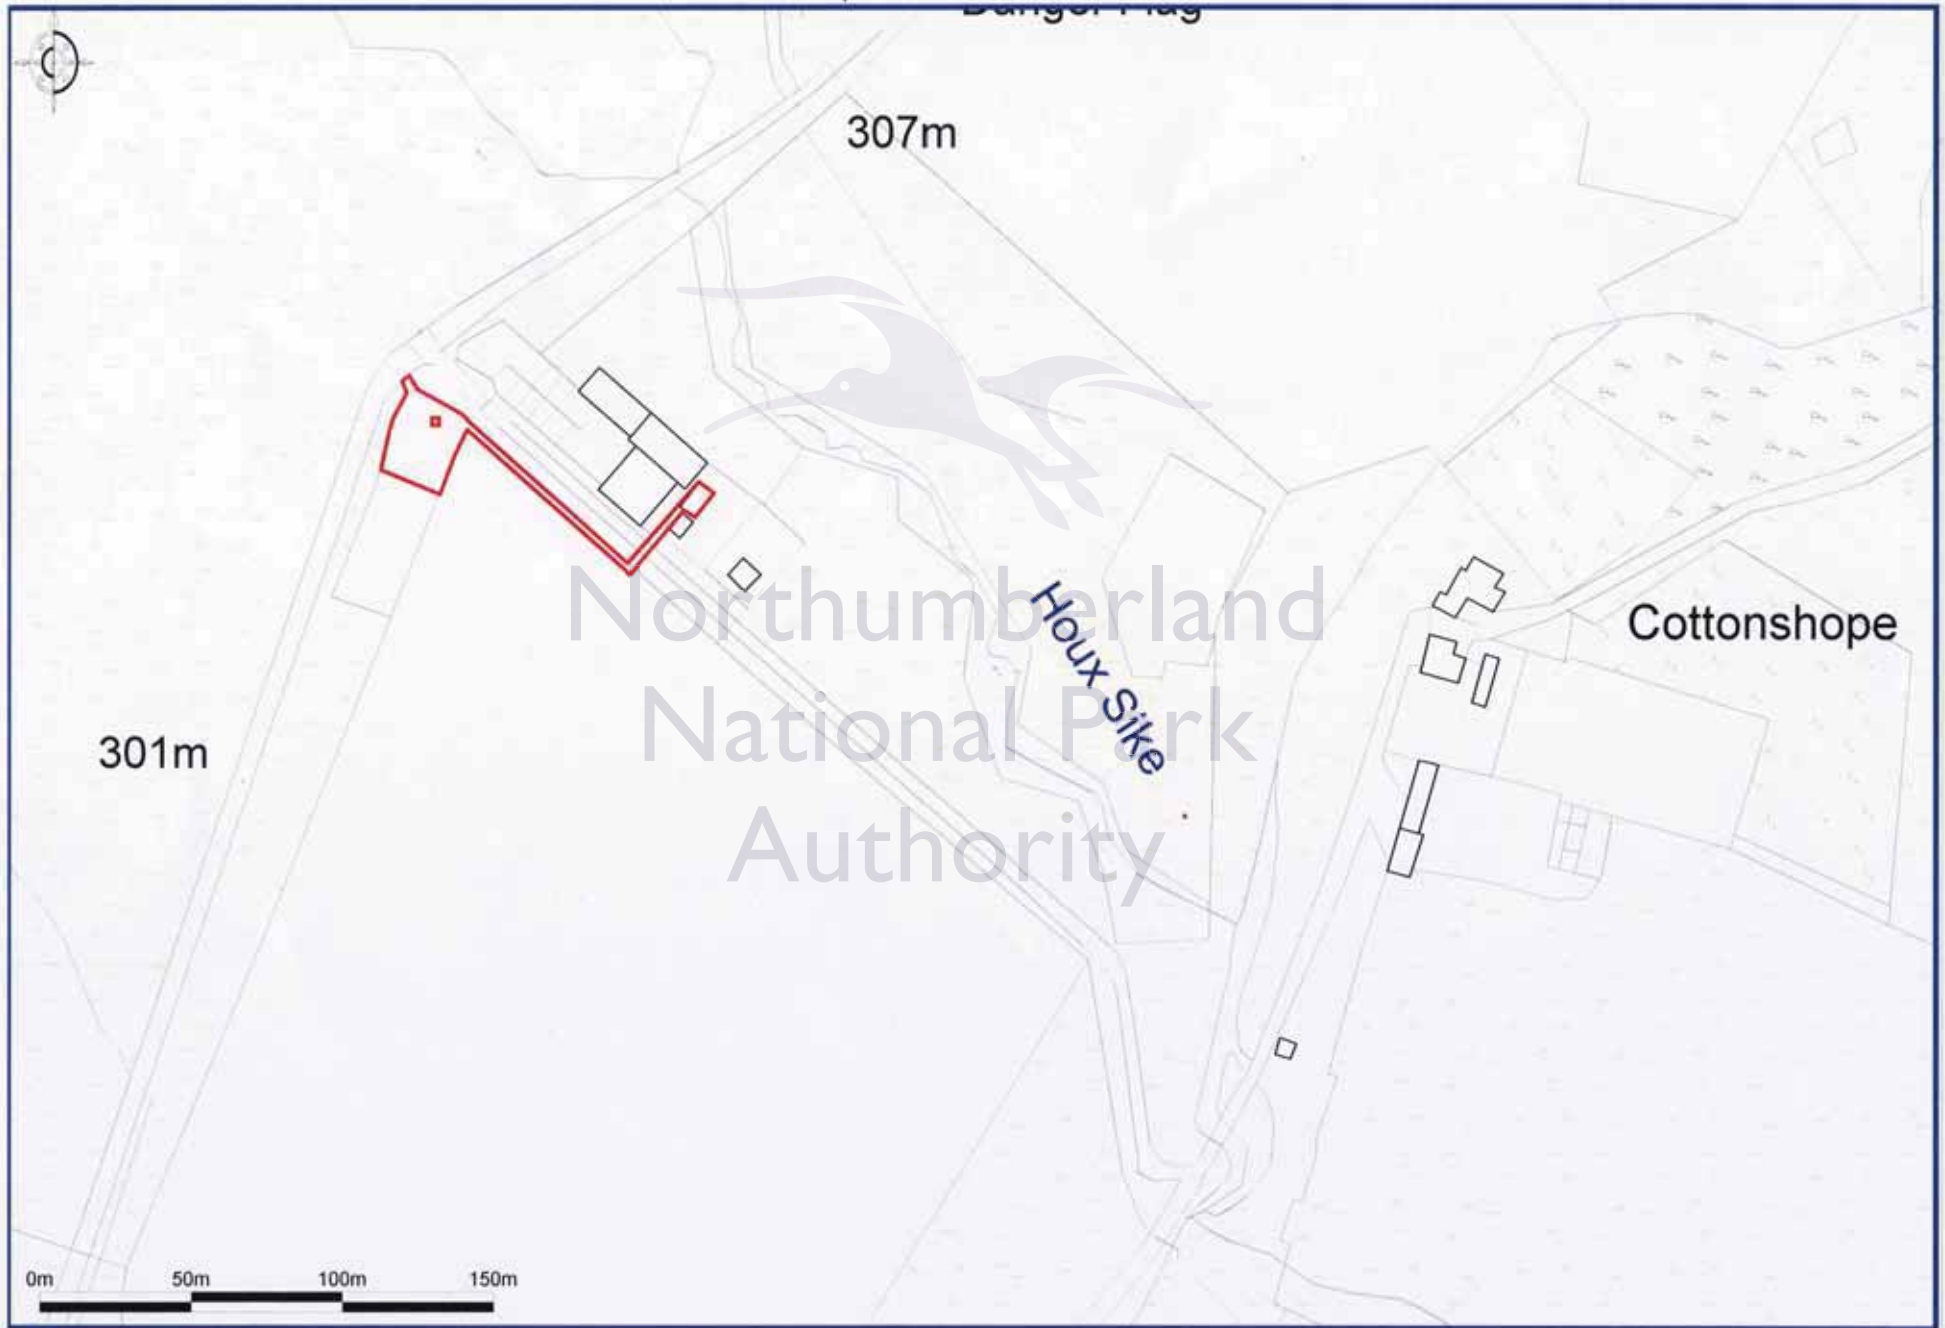 307m
Houx Sike
Cottonshope
301m
Northumberland
National Park
Authority
0m 50m 100m 150m